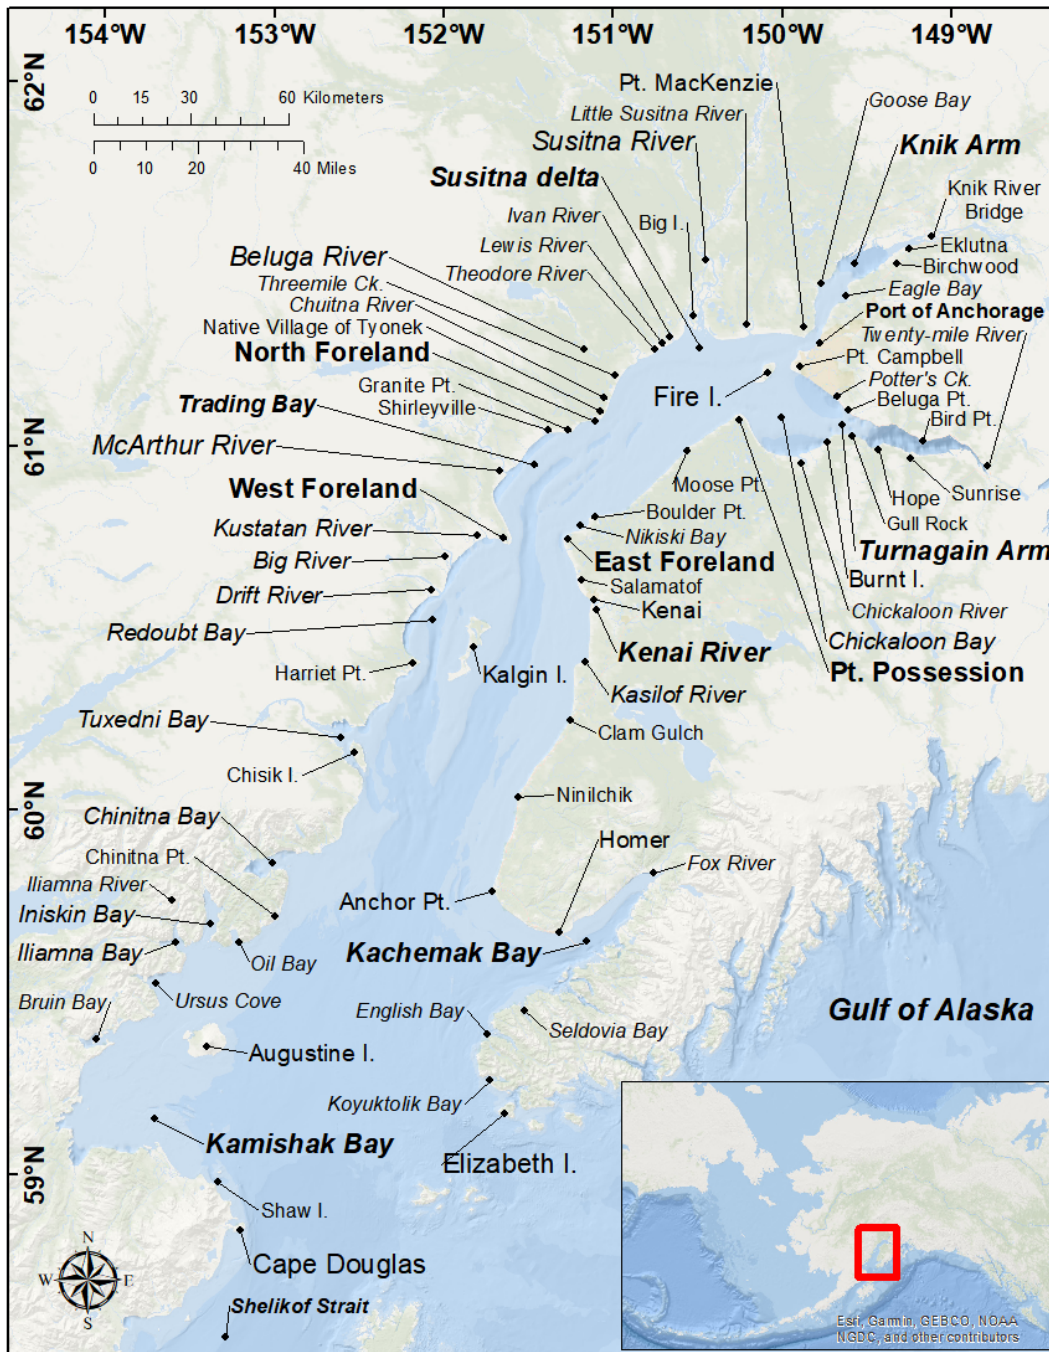 154°W 153°W 152°W 151°W 150°W 149°W
62°N
0 15 30 60 Kilometers
0 10 20 40 Miles
Pt. MacKenzie
Goose Bay
Little Susitna River
Susitna River
Knik Arm
Susitna delta
Knik River
Bridge
Ivan River
Big I.
Lewis River
Eklutna
Beluga River
Birchwood
Theodore River
Threemile Ck.
Eagle Bay
Chuitna River
Port of Anchorage
Native Village of Tyonek
Twenty-mile River
North Foreland
Pt. Campbell
Granite Pt.
Potter's Ck.
Fire I.
Trading Bay
Shirleyville
Beluga Pt.
Bird Pt.
61°N
McArthur River
Moose Pt.
West Foreland
Hope
Sunrise
Boulder Pt.
Gull Rock
Kustatan River
Nikiski Bay
Turnagain Arm
Big River
East Foreland
Burnt I.
Salamatof
Drift River
Kenai
Chickaloon River
Redoubt Bay
Kenai River
Chickaloon Bay
Harriet Pt.
Kalgin I.
Pt. Possession
Kasilof River
Tuxedni Bay
Clam Gulch
Chisik I.
60°N
Ninilchik
Chinitna Bay
Homer
Chinitna Pt.
Fox River
Iliamna River
Anchor Pt.
Iniskin Bay
Iliamna Bay
Kachemak Bay
Oil Bay
Bruin Bay
Ursus Cove
English Bay
Gulf of Alaska
Seldovia Bay
Augustine I.
Koyuktolik Bay
Kamishak Bay
Elizabeth I.
59°N
Shaw I.
N
W E
S
Cape Douglas
Shelikof Strait
Esri, Garmin, GEBCO, NOAA
NGDC, and other contributors